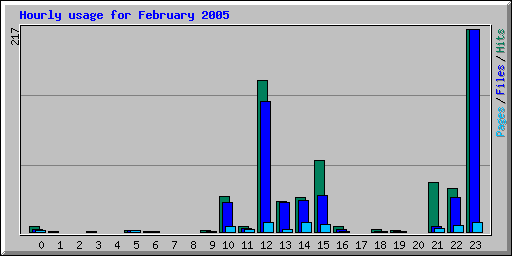 Hourly usage for February 2005
217
Pages / Files / Hits
0 1 2 3 4 5 6 7 8 9 10 11 12 13 14 15 16 17 18 19 20 21 22 23